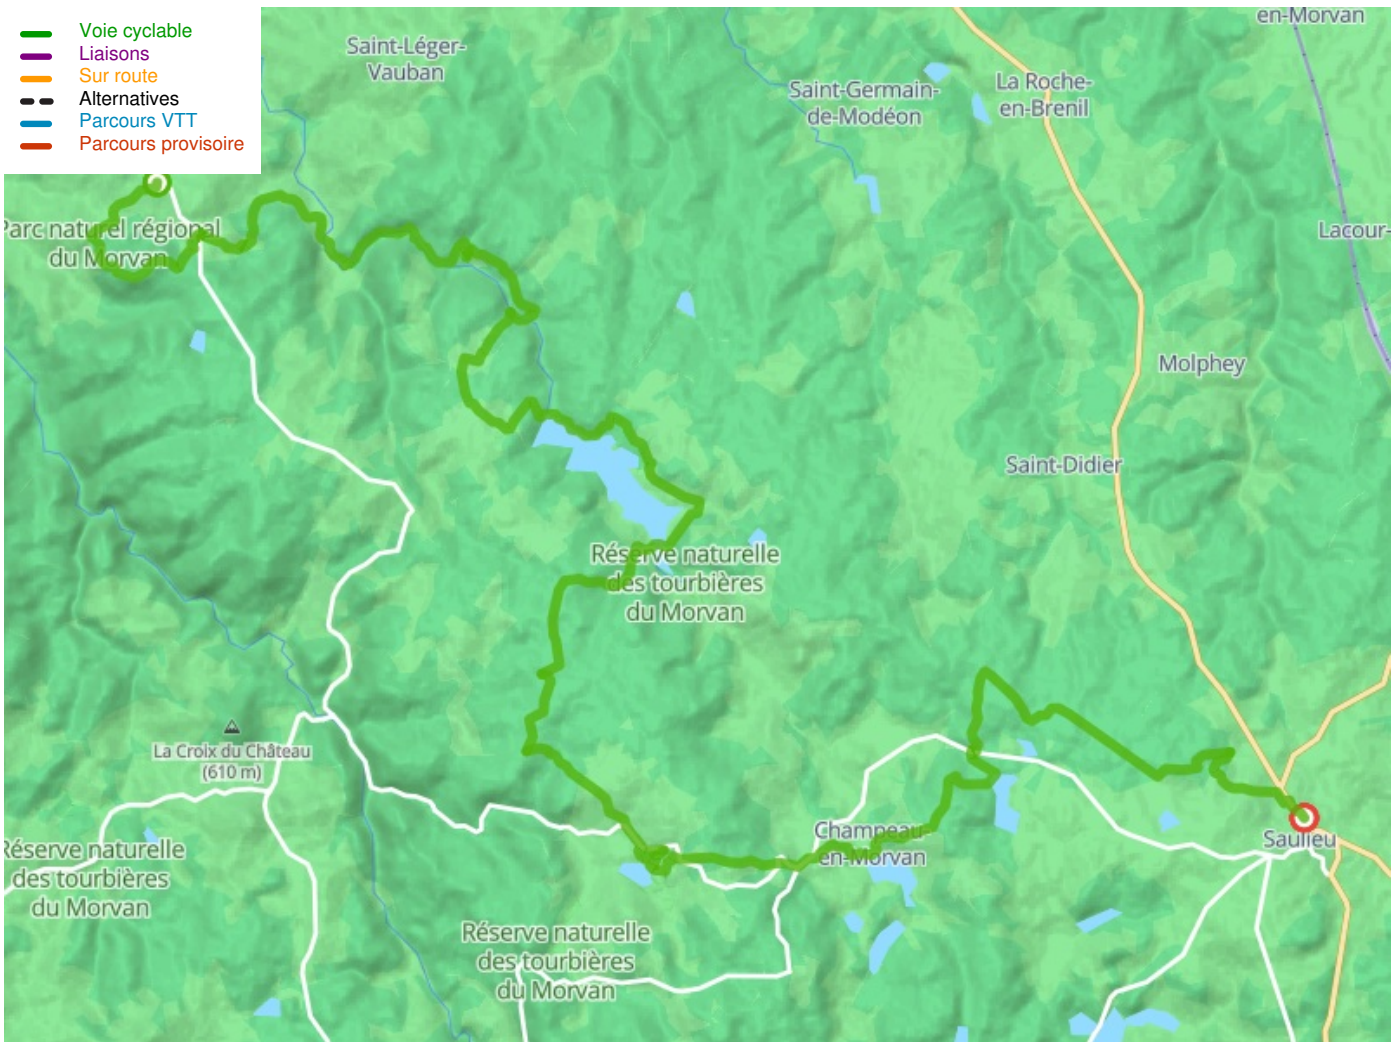 Voie cyclable
Liaisons
Sur route
Alternatives
Parcours VTT
Parcours provisoire
en-Morvan
Saint-Léger-
Vauban
La Roche-
en-Brenil
Saint-Germain-
de-Modéon
Parc naturel régional
du Morvan
Lacour-
Molphey
Saint-Didier
Réserve naturelle
des tourbières
du Morvan
La Croix du Château
(610 m)
Champeau-
en-Morvan
Saulieu
Réserve naturelle
des tourbières
du Morvan
Réserve naturelle
des tourbières
du Morvan